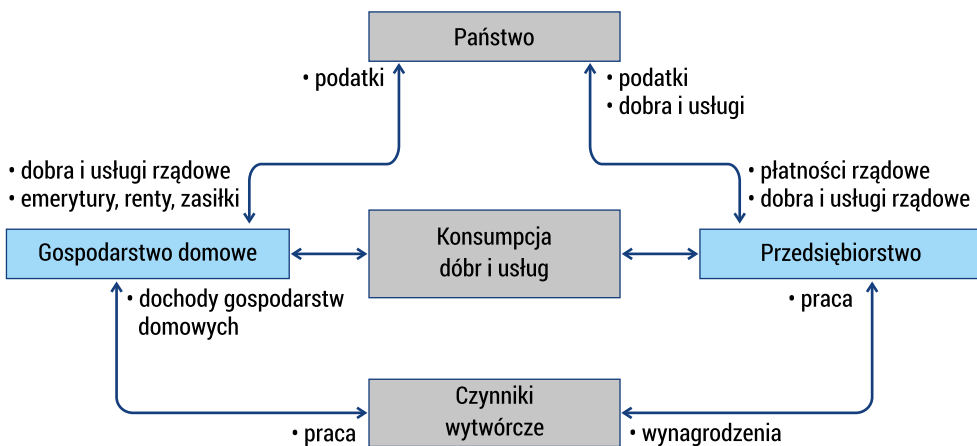 Państwo
• podatki
• podatki
• dobra i usługi
• dobra i usługi rządowe
• emerytury, renty, zasiłki
• płatności rządowe
• dobra i usługi rządowe
Gospodarstwo domowe
Konsumpcja
dóbr i usług
Przedsiębiorstwo
• dochody gospodarstw
domowych
• praca
Czynniki
wytwórcze
• praca
• wynagrodzenia